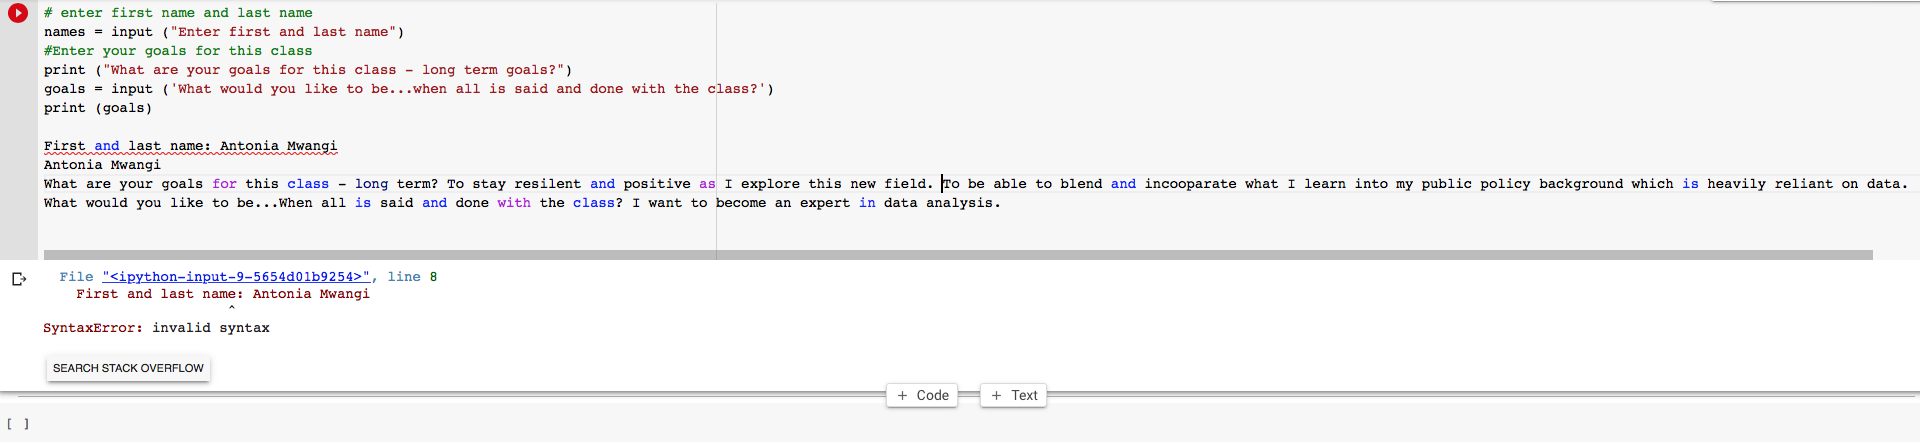 # enter first name and last name
names = input ("Enter first and last name")
#Enter your goals for this class
print ("What are your goals for this class - long term goals?")
goals = input ('What would you like to be...when all is said and done with the class?')
print (goals)
First and last name: Antonia Mwangi
Antonia Mwangi
What are your goals for this class - long term? To stay resilent and positive as I explore this new field. To be able to blend and incooparate what I learn into my public policy background which is heavily reliant on data.
What would you like to be...When all is said and done with the class? I want to become an expert in data analysis.
File "<ipython-input-9-5654d01b9254>", line 8
First and last name: Antonia Mwangi
^
SyntaxError: invalid syntax
SEARCH STACK OVERFLOW
+ Code + Text
[ ]